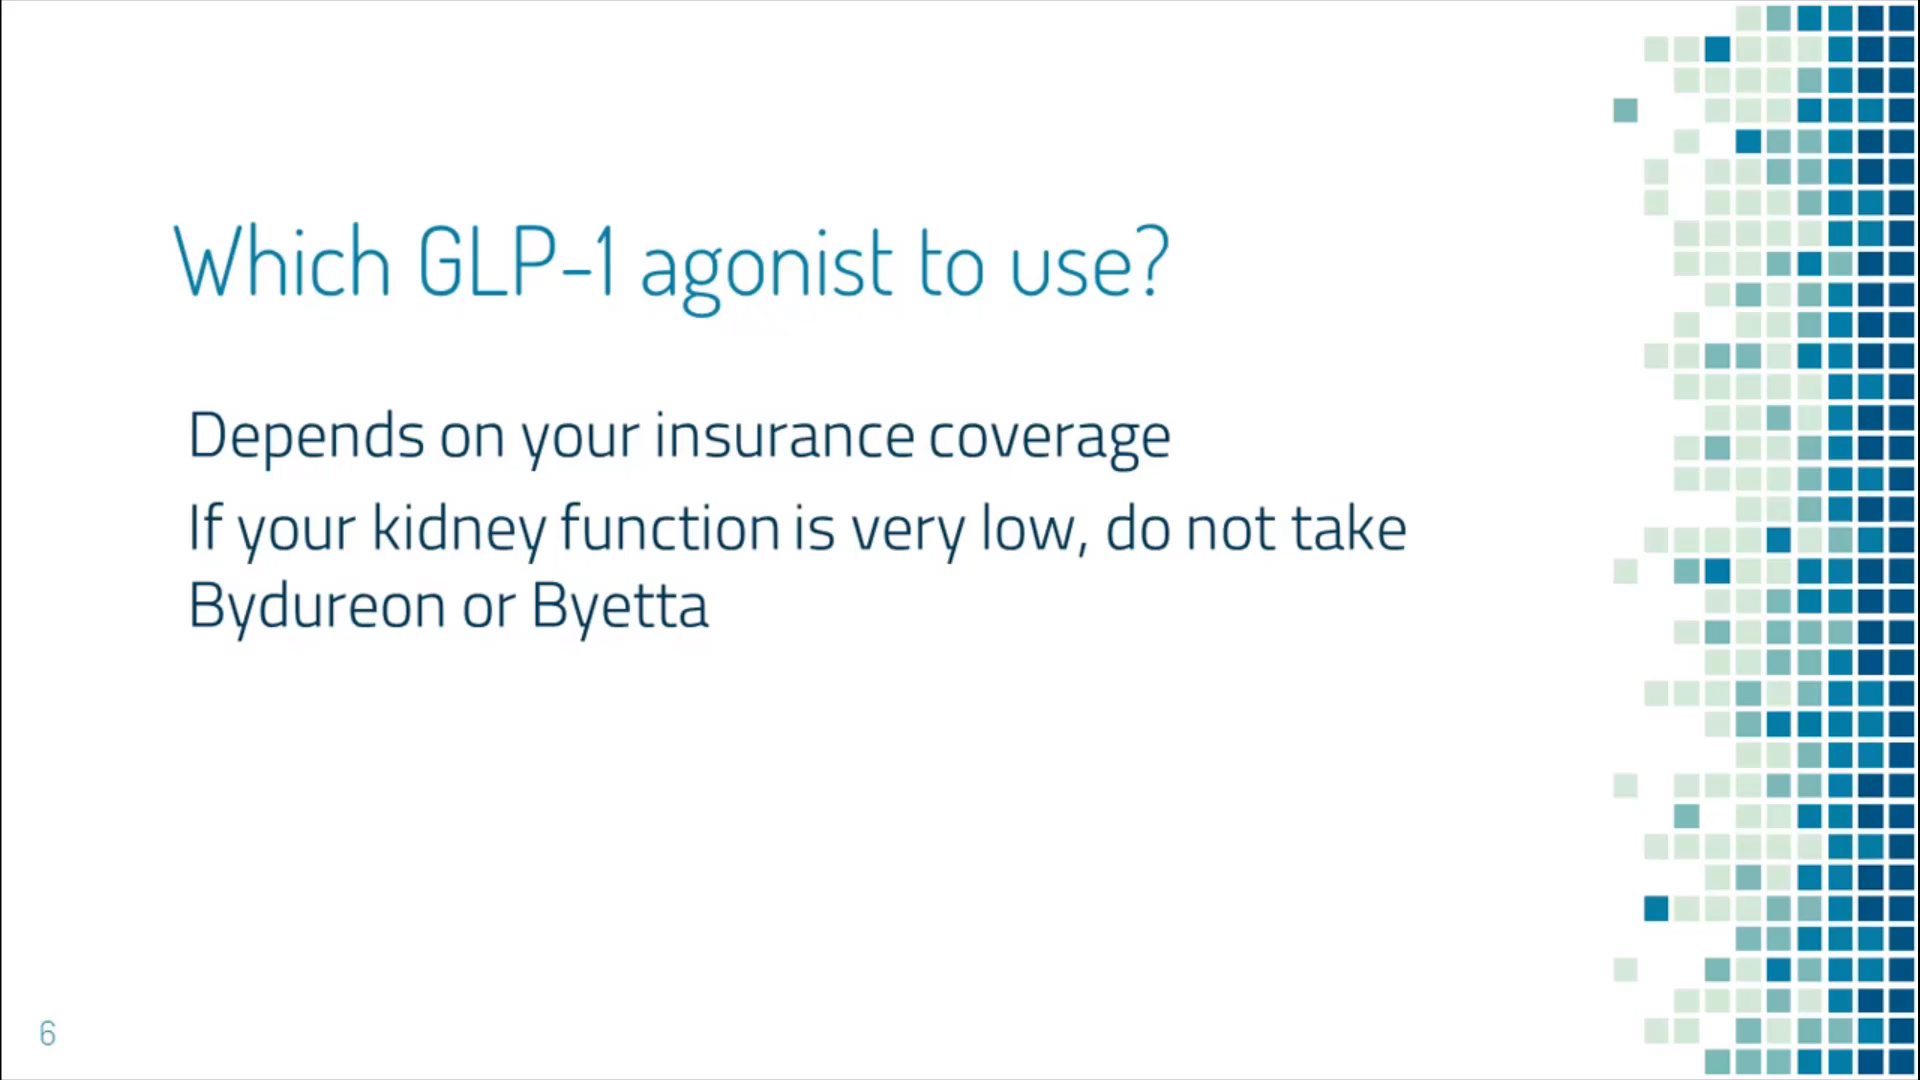 Which GLP-1 agonist to use?
Depends on your insurance coverage
If your kidney function is very low, do not take
Bydureon or Byetta
6